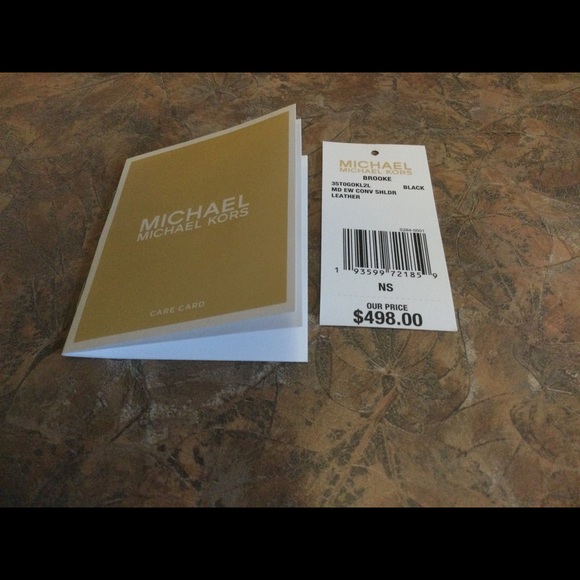 MICHAEL
MICHAEL KORS
CARE CARD
MICHAEL
MICHAEL KORS
BROOKE
35T0GOKL2L BLACK
MD EW CONV SHLDR
LEATHER
1 93599 72185 9
NS
OUR PRICE
$498.00